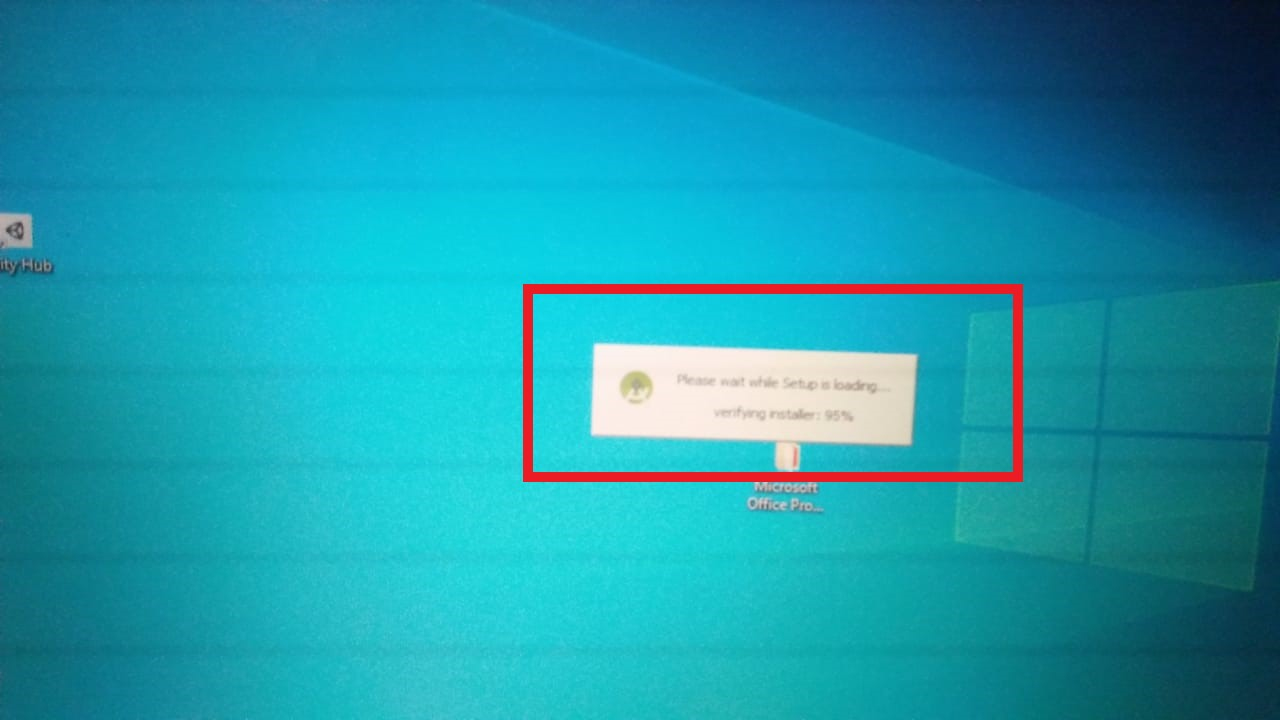 ity Hub
Please wait while Setup is loading...
verifying installer: 95%
Microsoft
Office Pro...